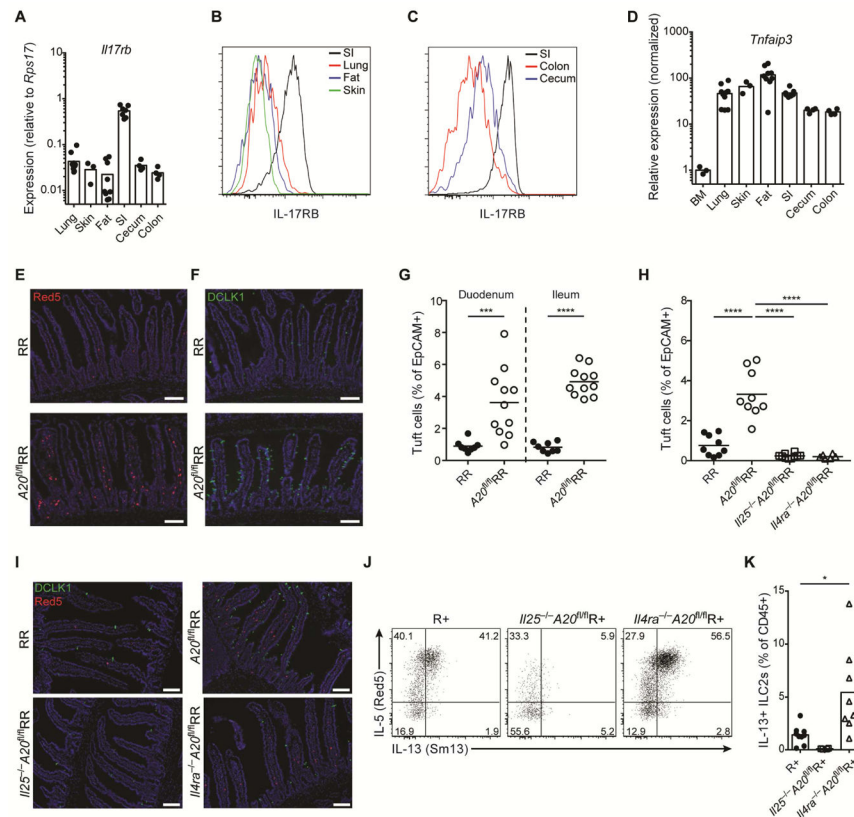 A
Il17rb
Expression (relative to Rps17)
10
1
0.1
0.01
Lung
Skin
Fat
SI
Cecum
Colon
B
SI
Lung
Fat
Skin
IL-17RB
C
SI
Colon
Cecum
IL-17RB
D
Tnfaip3
Relative expression (normalized)
1000
100
10
1
BM
Lung
Skin
Fat
SI
Cecum
Colon
E
Red5
RR
A20fl/flRR
F
DCLK1
RR
A20fl/flRR
G
Duodenum
Ileum
Tuft cells (% of EpCAM+)
10
8
6
4
2
0
***
****
RR
A20fl/flRR
RR
A20fl/flRR
H
Tuft cells (% of EpCAM+)
8
6
4
2
0
****
****
****
RR
A20fl/flRR
Il25–/–A20fl/flRR
Il4ra–/–A20fl/flRR
I
DCLK1
Red5
RR
A20fl/flRR
Il25–/–A20fl/flRR
Il4ra–/–A20fl/flRR
J
R+
Il25–/–A20fl/flR+
Il4ra–/–A20fl/flR+
40.1
41.2
16.9
1.9
33.3
5.9
55.6
5.2
27.9
56.5
12.9
2.8
IL-5 (Red5)
IL-13 (Sm13)
K
IL-13+ ILC2s (% of CD45+)
15
10
5
0
*
R+
Il25–/–A20fl/flR+
Il4ra–/–A20fl/flR+